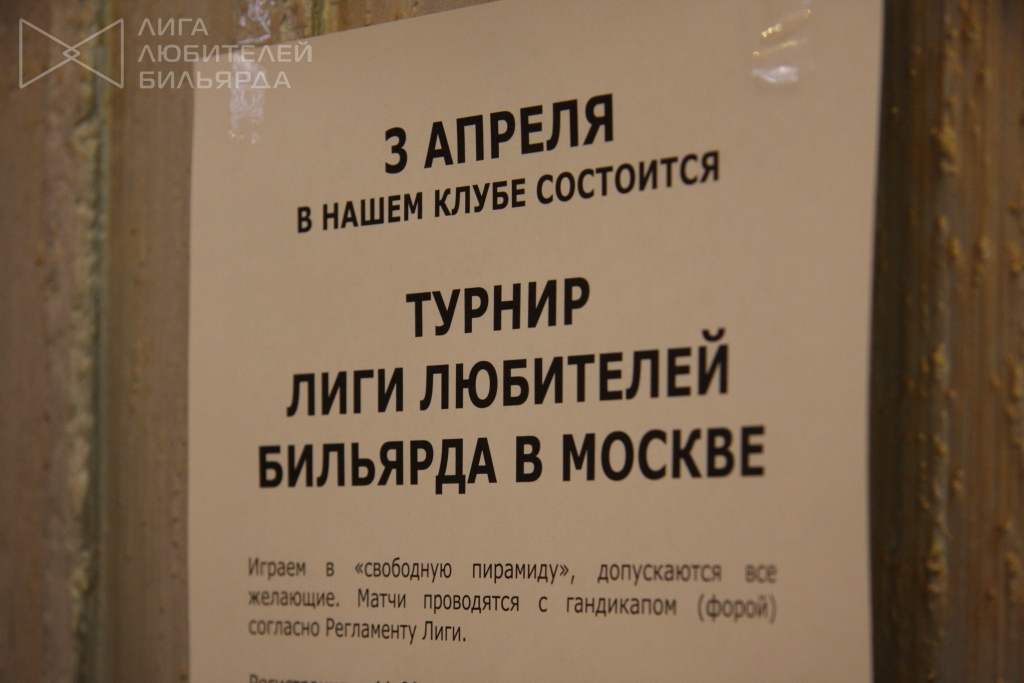 ЛИГА
ЛЮБИТЕЛЕЙ
БИЛЬЯРДА
3 АПРЕЛЯ
В НАШЕМ КЛУБЕ СОСТОИТСЯ
ТУРНИР
ЛИГИ ЛЮБИТЕЛЕЙ
БИЛЬЯРДА В МОСКВЕ
Играем в «свободную пирамиду», допускаются все
желающие. Матчи проводятся с гандикапом (форой)
согласно Регламенту Лиги.